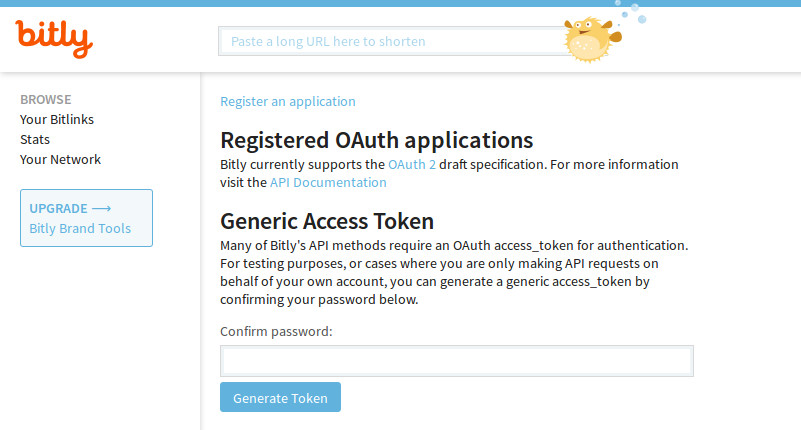 bitly
Paste a long URL here to shorten
BROWSE
Your Bitlinks
Stats
Your Network
UPGRADE ⟶
Bitly Brand Tools
Register an application
Registered OAuth applications
Bitly currently supports the OAuth 2 draft specification. For more information
visit the API Documentation
Generic Access Token
Many of Bitly's API methods require an OAuth access_token for authentication.
For testing purposes, or cases where you are only making API requests on
behalf of your own account, you can generate a generic access_token by
confirming your password below.
Confirm password:
Generate Token